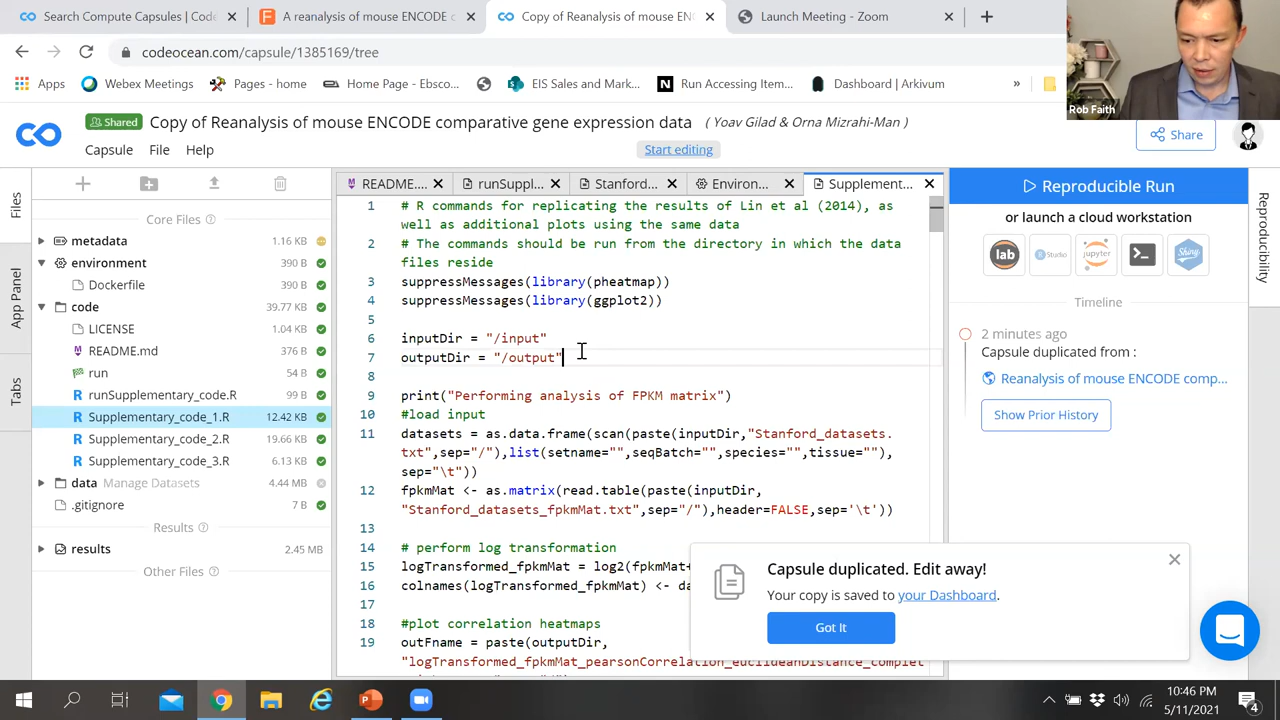 Search Compute Capsules | Code
A reanalysis of mouse ENCODE c
Copy of Reanalysis of mouse EN
Launch Meeting - Zoom
codeocean.com/capsule/1385169/tree
Apps
Webex Meetings
Pages - home
Home Page - Ebsco...
EIS Sales and Mark...
Run Accessing Item...
Dashboard | Arkivum
»
Rob Faith
Shared
Copy of Reanalysis of mouse ENCODE comparative gene expression data
( Yoav Gilad & Orna Mizrahi-Man )
Capsule
File
Help
Start editing
Share
Files
App Panel
Tabs
Core Files
metadata 1.16 KB
environment 390 B
Dockerfile 390 B
code 39.77 KB
LICENSE 1.04 KB
README.md 376 B
run 54 B
runSupplementary_code.R 99 B
Supplementary_code_1.R 12.42 KB
Supplementary_code_2.R 19.66 KB
Supplementary_code_3.R 6.13 KB
data Manage Datasets 4.44 MB
.gitignore 7 B
Results
results 2.45 MB
Other Files
README....
runSuppl...
Stanford...
Environ...
Supplement...
1 # R commands for replicating the results of Lin et al (2014), as
well as additional plots using the same data
2 # The commands should be run from the directory in which the data
files reside
3 suppressMessages(library(pheatmap))
4 suppressMessages(library(ggplot2))
5
6 inputDir = "/input"
7 outputDir = "/output"
8
9 print("Performing analysis of FPKM matrix")
10 #load input
11 datasets = as.data.frame(scan(paste(inputDir,"Stanford_datasets.
txt",sep="/"),list(setname="",seqBatch="",species="",tissue=""),
sep="\t"))
12 fpkmMat <- as.matrix(read.table(paste(inputDir,
"Stanford_datasets_fpkmMat.txt",sep="/"),header=FALSE,sep='\t'))
13
14 # perform log transformation
15 logTransformed_fpkmMat = log2(fpkmMat+
16 colnames(logTransformed_fpkmMat) <- da
17
18 #plot correlation heatmaps
19 outFname = paste(outputDir,
Reproducible Run
or launch a cloud workstation
lab
R Studio
jupyter
Shiny
Timeline
2 minutes ago
Capsule duplicated from :
Reanalysis of mouse ENCODE comp...
Show Prior History
Reproducibility
Capsule duplicated. Edit away!
Your copy is saved to your Dashboard.
Got It
10:46 PM
5/11/2021
4